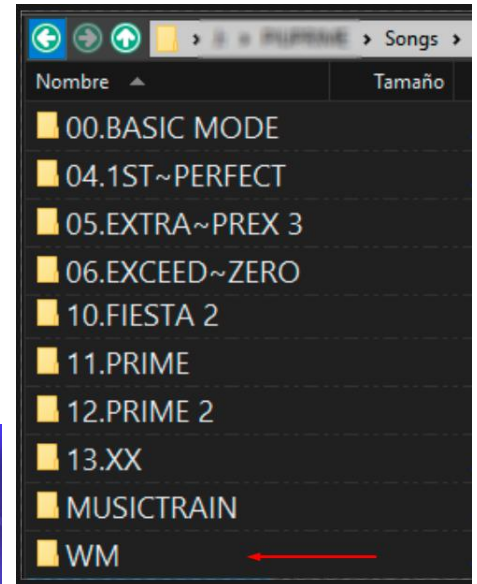 Songs
Nombre Tamaño
00.BASIC MODE
04.1ST~PERFECT
05.EXTRA~PREX 3
06.EXCEED~ZERO
10.FIESTA 2
11.PRIME
12.PRIME 2
13.XX
MUSICTRAIN
WM